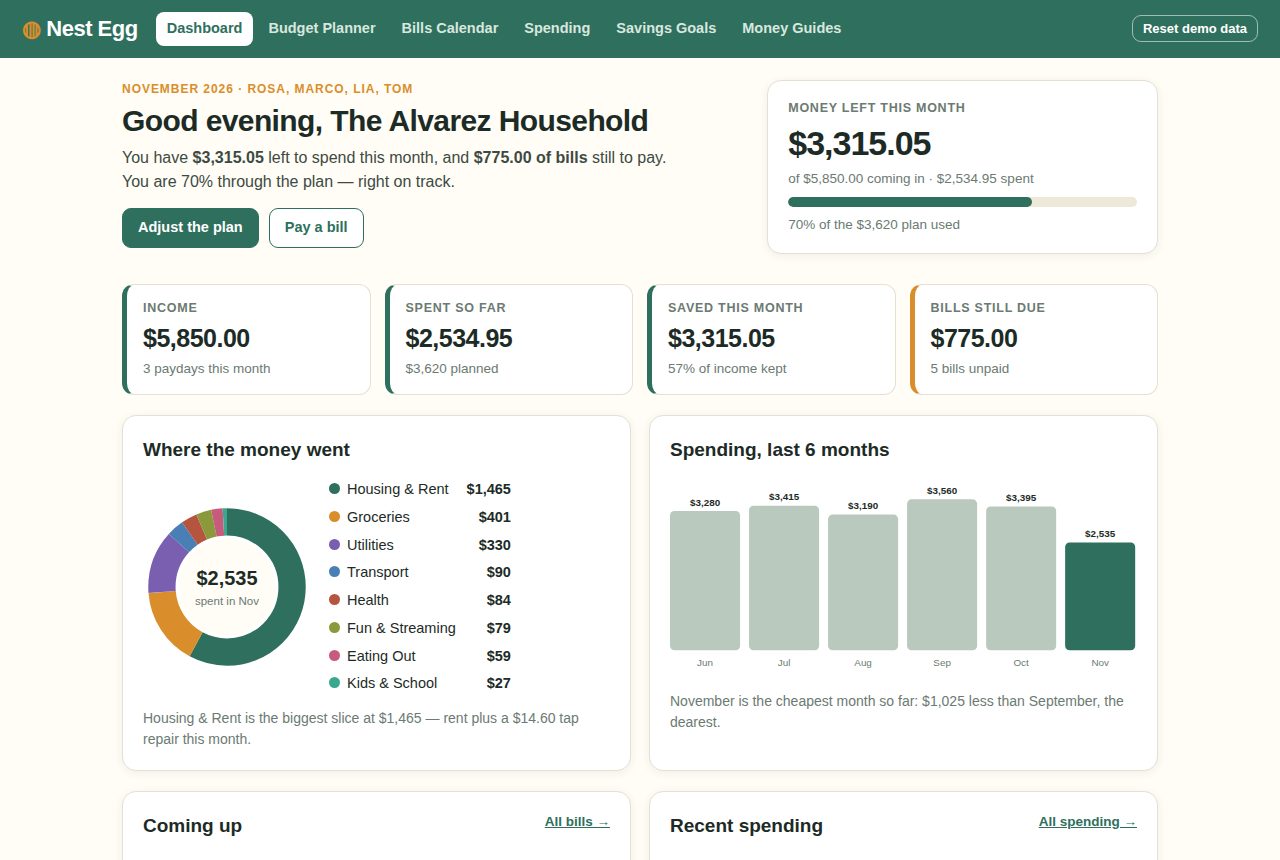 Nest Egg
Dashboard
Budget Planner
Bills Calendar
Spending
Savings Goals
Money Guides
Reset demo data
NOVEMBER 2026 · ROSA, MARCO, LIA, TOM
Good evening, The Alvarez Household
You have $3,315.05 left to spend this month, and $775.00 of bills still to pay.
You are 70% through the plan — right on track.
Adjust the plan
Pay a bill
MONEY LEFT THIS MONTH
$3,315.05
of $5,850.00 coming in · $2,534.95 spent
70% of the $3,620 plan used
INCOME
$5,850.00
3 paydays this month
SPENT SO FAR
$2,534.95
$3,620 planned
SAVED THIS MONTH
$3,315.05
57% of income kept
BILLS STILL DUE
$775.00
5 bills unpaid
Where the money went
$2,535
spent in Nov
Housing & Rent $1,465
Groceries $401
Utilities $330
Transport $90
Health $84
Fun & Streaming $79
Eating Out $59
Kids & School $27
Housing & Rent is the biggest slice at $1,465 — rent plus a $14.60 tap
repair this month.
Spending, last 6 months
$3,280
$3,415
$3,190
$3,560
$3,395
$2,535
Jun
Jul
Aug
Sep
Oct
Nov
November is the cheapest month so far: $1,025 less than September, the
dearest.
Coming up
All bills →
Recent spending
All spending →